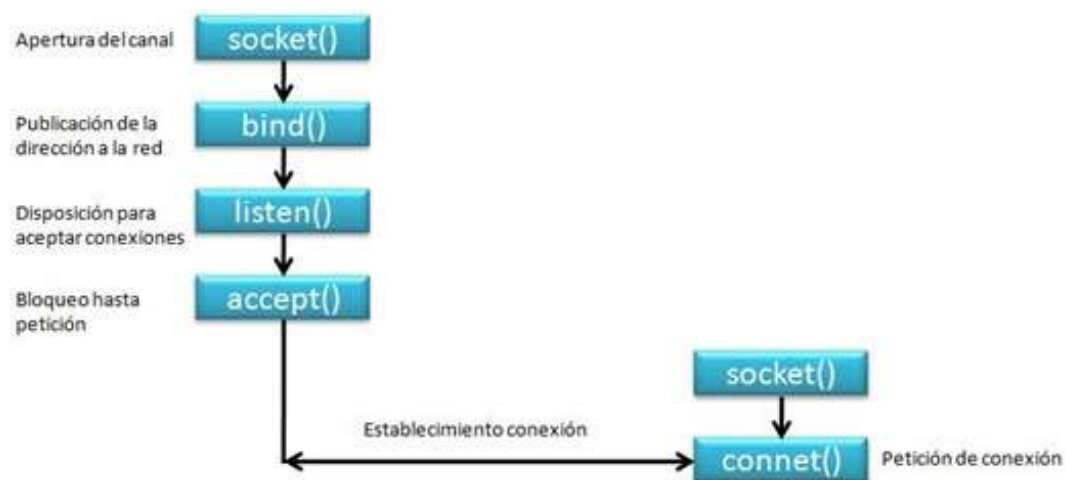 Apertura del canal
socket()
Publicación de la
dirección a la red
bind()
Disposición para
aceptar conexiones
listen()
Bloqueo hasta
petición
accept()
socket()
Establecimiento conexión
connet()
Petición de conexión